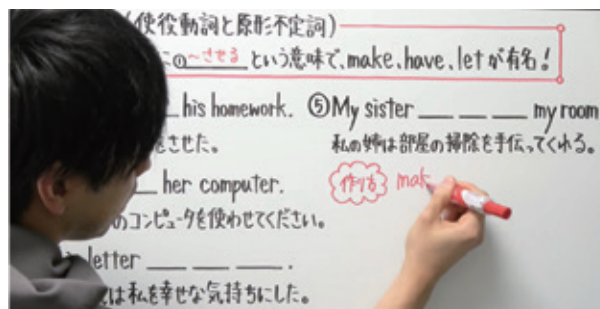 (使役動詞と原形不定詞)
①〜させる という意味で、make、have、let が有名!
his homework.
をさせた。
her computer.
のコンピュータを使わせてください。
letter ___ ___ ___ .
は私を幸せな気持ちにした。
⑤My sister ___ ___ ___ my room
私の姉は部屋の掃除を手伝ってくれる。
作りる mak